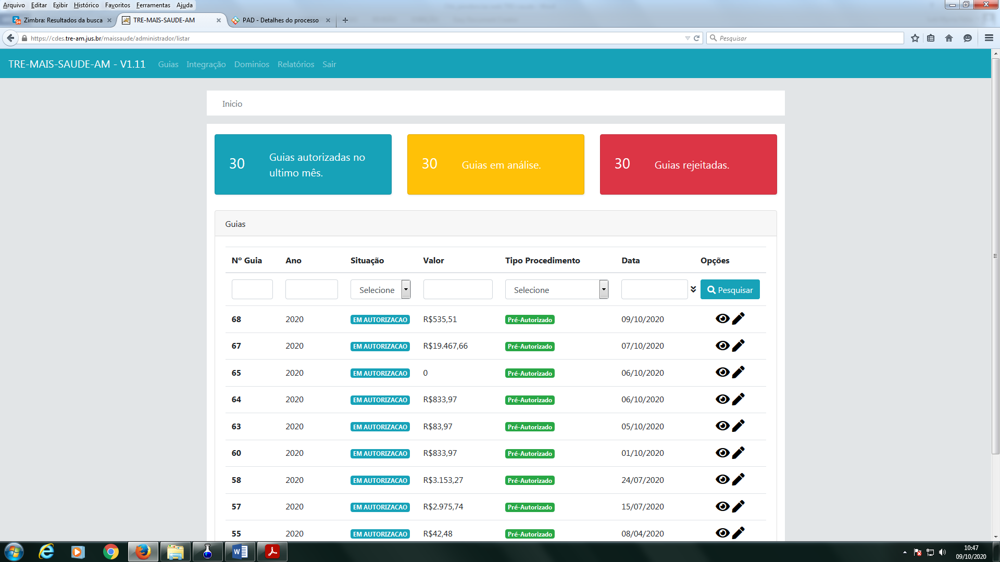 Arquivo Editar Exibir Histórico Favoritos Ferramentas Ajuda
Zimbra: Resultados da busca TRE-MAIS-SAUDE-AM PAD - Detalhes do processo
https://cdes.tre-am.jus.br/maissaude/administrador/listar Pesquisar
TRE-MAIS-SAUDE-AM - V1.11 Guias Integração Dominios Relatórios Sair
Inicio
30 Guias autorizadas no
ultimo mês.
30 Guias em análise.
30 Guias rejeitadas.
Guias
Nº Guia Ano Situação Valor Tipo Procedimento Data Opções
Selecione Selecione Pesquisar
68 2020 EM AUTORIZACAO R$535,51 Pré-Autorizado 09/10/2020
67 2020 EM AUTORIZACAO R$19.467,66 Pré-Autorizado 07/10/2020
65 2020 EM AUTORIZACAO 0 Pré-Autorizado 06/10/2020
64 2020 EM AUTORIZACAO R$833,97 Pré-Autorizado 06/10/2020
63 2020 EM AUTORIZACAO R$83,97 Pré-Autorizado 05/10/2020
60 2020 EM AUTORIZACAO R$833,97 Pré-Autorizado 01/10/2020
58 2020 EM AUTORIZACAO R$3.153,27 Pré-Autorizado 24/07/2020
57 2020 EM AUTORIZACAO R$2.975,74 Pré-Autorizado 15/07/2020
55 2020 EM AUTORIZACAO R$42,48 Pré-Autorizado 08/04/2020
10:47
09/10/2020